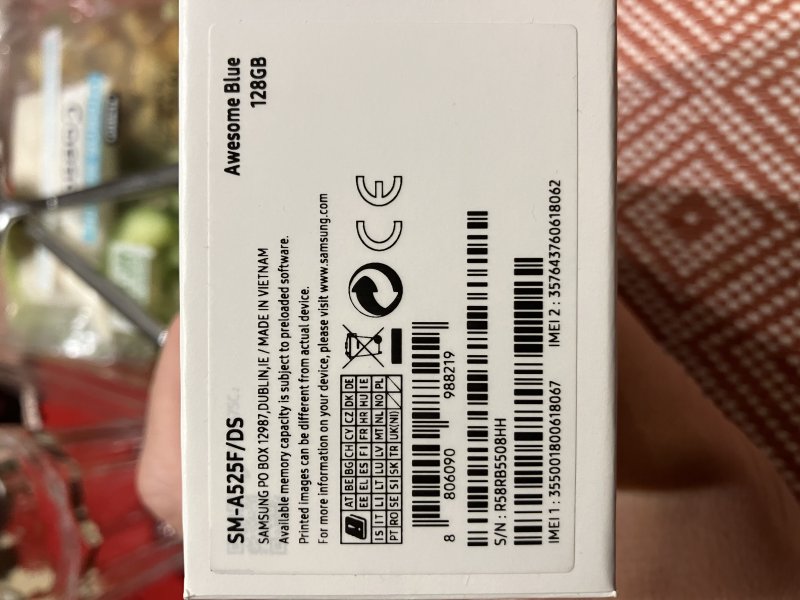 SM-A525F/DS
Awesome Blue
128GB
SAMSUNG PO BOX 12987,DUBLIN,IE / MADE IN VIETNAM
Available memory capacity is subject to preloaded software.
Printed images can be different from actual device.
For more information on your device, please visit www.samsung.com
AT BE BG CH CY CZ DK DE
EE EL ES FI FR HR HU IE
IS IT LI LT LU LV MT NL NO PL
PT RO SE SI SK TR UK(NI)
CE
8 806090 988219
S/N : R58RB5508HH
IMEI 1 : 355001800618067
IMEI 2 : 357643760618062